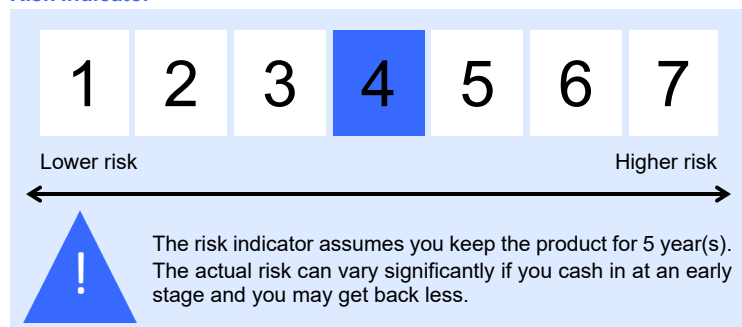 Risk Indicator
1 2 3 4 5 6 7
Lower risk Higher risk
!
The risk indicator assumes you keep the product for 5 year(s).
The actual risk can vary significantly if you cash in at an early
stage and you may get back less.